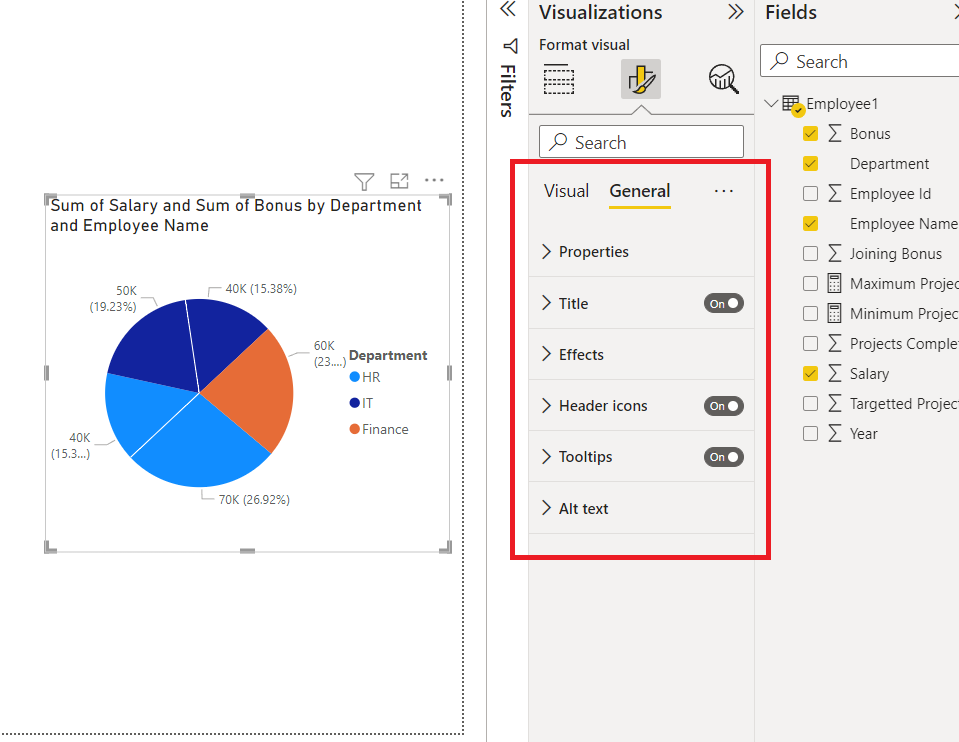 Sum of Salary and Sum of Bonus by Department
and Employee Name
50K
(19.23%)
40K (15.38%)
60K
(23....)
40K
(15.3...)
70K (26.92%)
Department
HR
IT
Finance
Filters
Visualizations
Format visual
Search
Visual
General
Properties
Title
On
Effects
Header icons
On
Tooltips
On
Alt text
Fields
Search
Employee1
Bonus
Department
Employee Id
Employee Name
Joining Bonus
Maximum Projec
Minimum Projec
Projects Complet
Salary
Targetted Project
Year